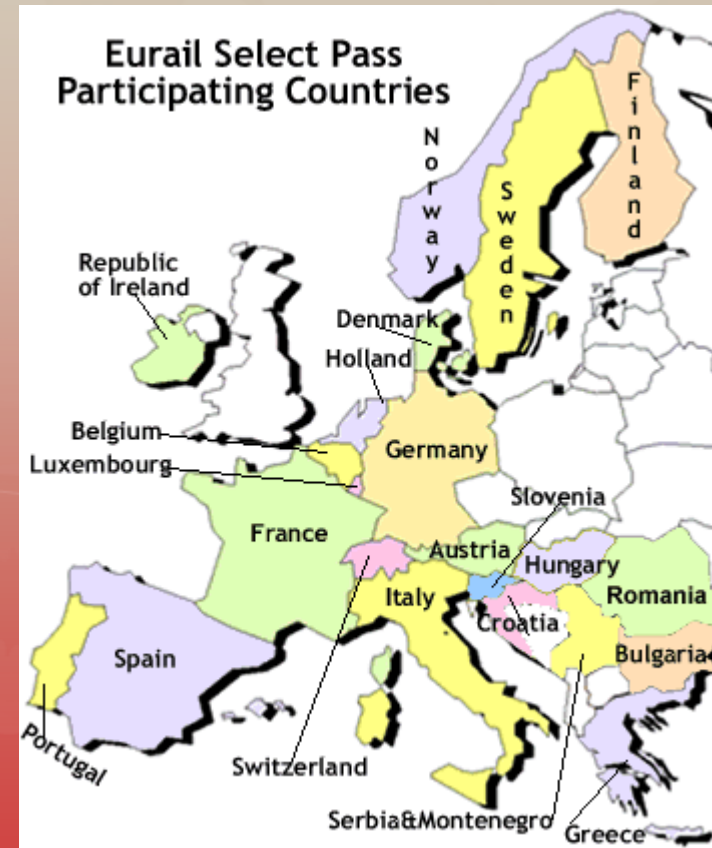 Eurail Select Pass
Participating Countries
Finland
Norway
Sweden
Republic
of Ireland
Denmark
Holland
Belgium
Germany
Luxembourg
Slovenia
France
Austria
Hungary
Italy
Romania
Croatia
Spain
Bulgaria
Portugal
Switzerland
Serbia&Montenegro
Greece